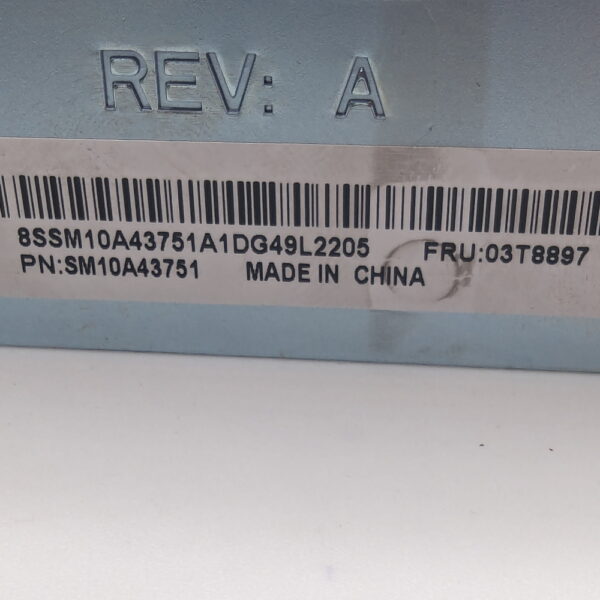 REV: A
8SSM10A43751A1DG49L2205 FRU:03T8897
PN:SM10A43751 MADE IN CHINA